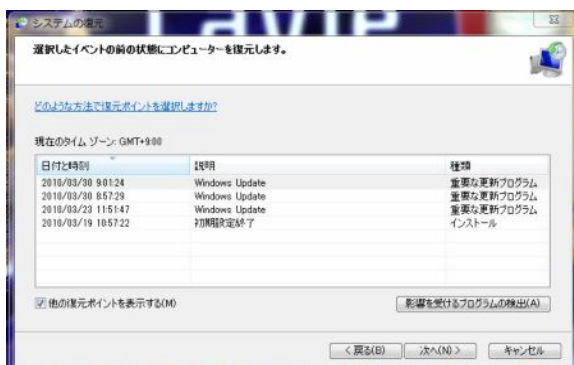 Lavie
システムの復元
選択したイベントの前の状態にコンピューターを復元します。
どのような方法で復元ポイントを選択しますか?
現在のタイム ゾーン: GMT+9:00
日付と時刻 説明 種類
2010/03/30 9:01:24 Windows Update 重要な更新プログラム
2010/03/30 8:57:29 Windows Update 重要な更新プログラム
2010/03/23 11:51:47 Windows Update 重要な更新プログラム
2010/03/19 10:57:22 初期設定終了 インストール
他の復元ポイントを表示する(M) 影響を受けるプログラムの検出(A)
< 戻る(B) 次へ(N) > キャンセル